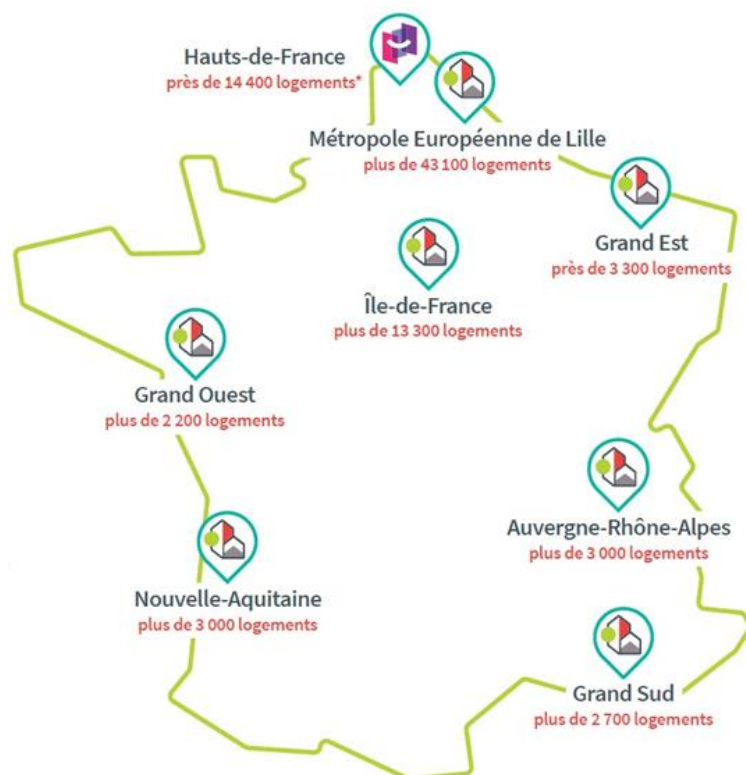 Hauts-de-France
près de 14 400 logements*
Métropole Européenne de Lille
plus de 43 100 logements
Grand Est
près de 3 300 logements
Île-de-France
plus de 13 300 logements
Grand Ouest
plus de 2 200 logements
Auvergne-Rhône-Alpes
plus de 3 000 logements
Nouvelle-Aquitaine
plus de 3 000 logements
Grand Sud
plus de 2 700 logements